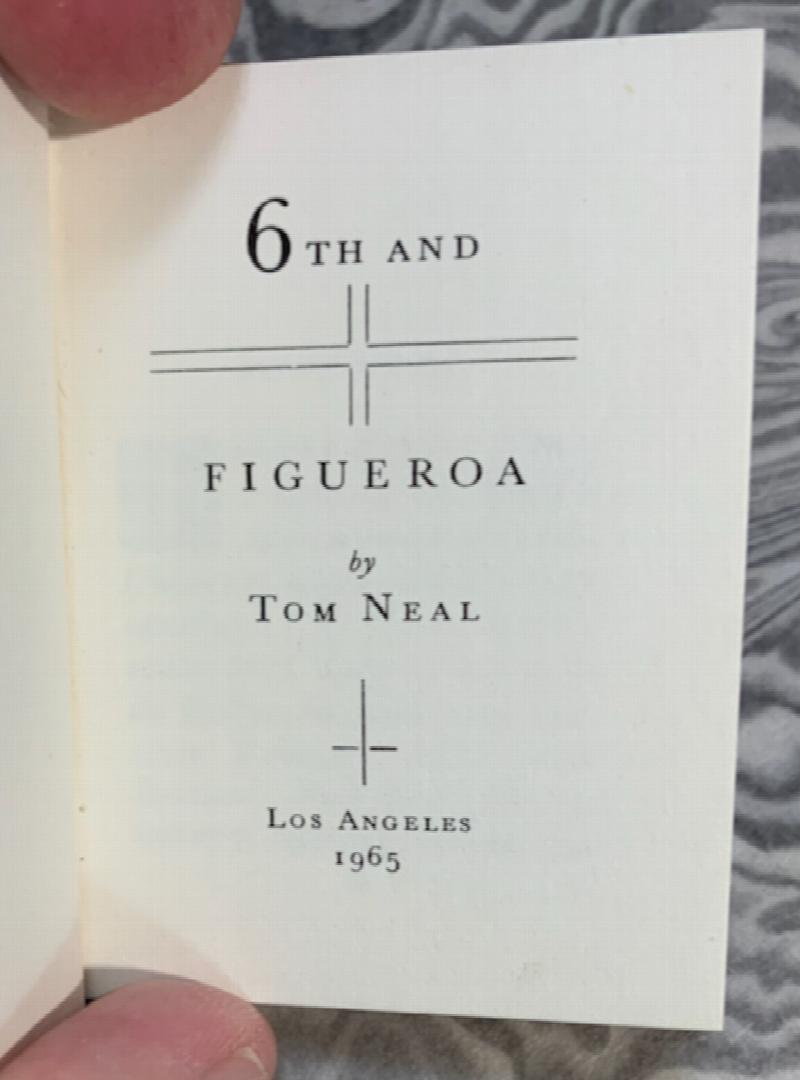 6TH AND
FIGUEROA
by
TOM NEAL
LOS ANGELES
1965